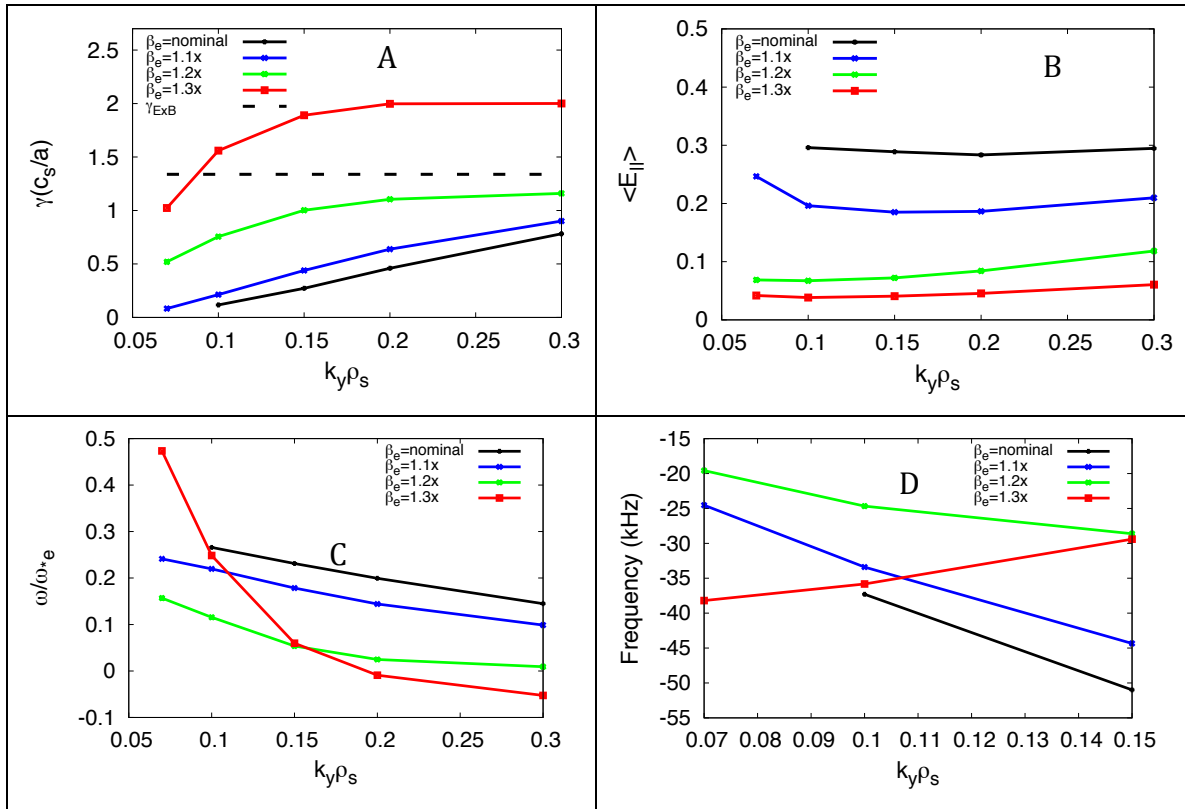 A
β_e=nominal
β_e=1.1x
β_e=1.2x
β_e=1.3x
γ_ExB
γ(c_s/a)
2.5
2
1.5
1
0.5
0
0.05 0.1 0.15 0.2 0.25 0.3
k_yρ_s
B
β_e=nominal
β_e=1.1x
β_e=1.2x
β_e=1.3x
<E_||>
0.5
0.4
0.3
0.2
0.1
0
0.05 0.1 0.15 0.2 0.25 0.3
k_yρ_s
C
β_e=nominal
β_e=1.1x
β_e=1.2x
β_e=1.3x
ω/ω_*e
0.5
0.4
0.3
0.2
0.1
0
-0.1
0.05 0.1 0.15 0.2 0.25 0.3
k_yρ_s
D
β_e=nominal
β_e=1.1x
β_e=1.2x
β_e=1.3x
Frequency (kHz)
-15
-20
-25
-30
-35
-40
-45
-50
-55
0.07 0.08 0.09 0.1 0.11 0.12 0.13 0.14 0.15
k_yρ_s